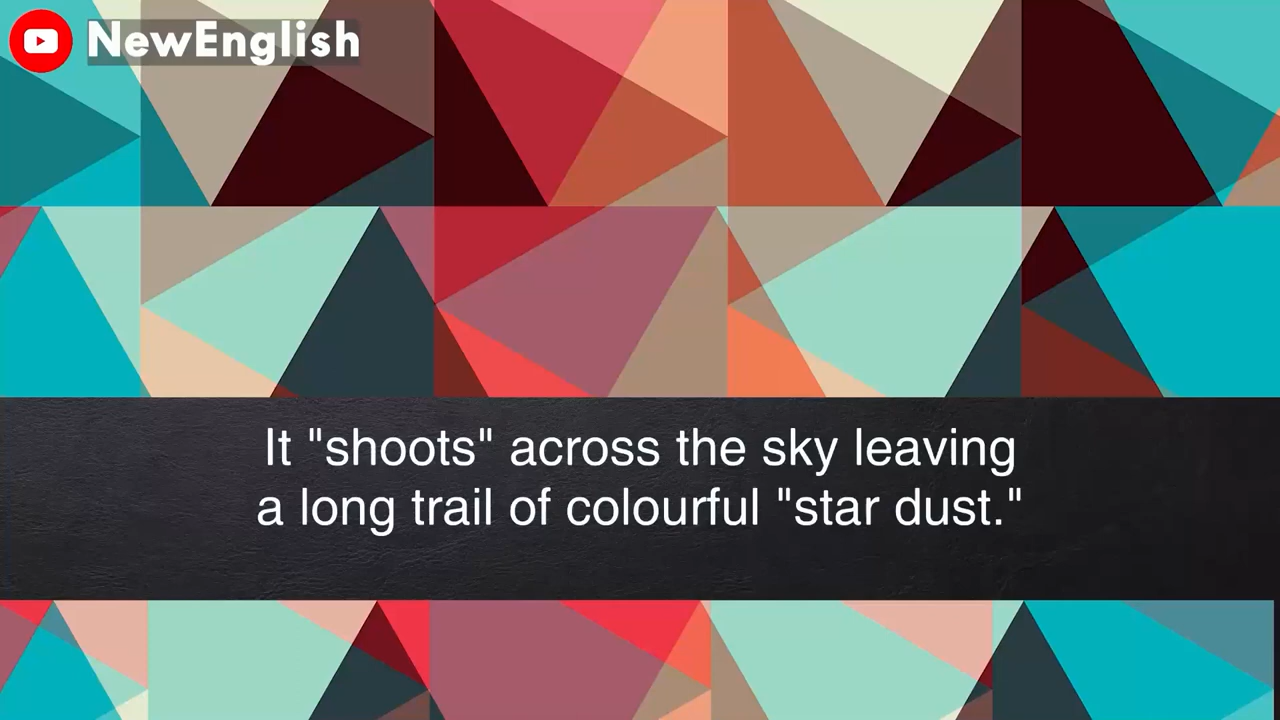 NewEnglish
It "shoots" across the sky leaving
a long trail of colourful "star dust."